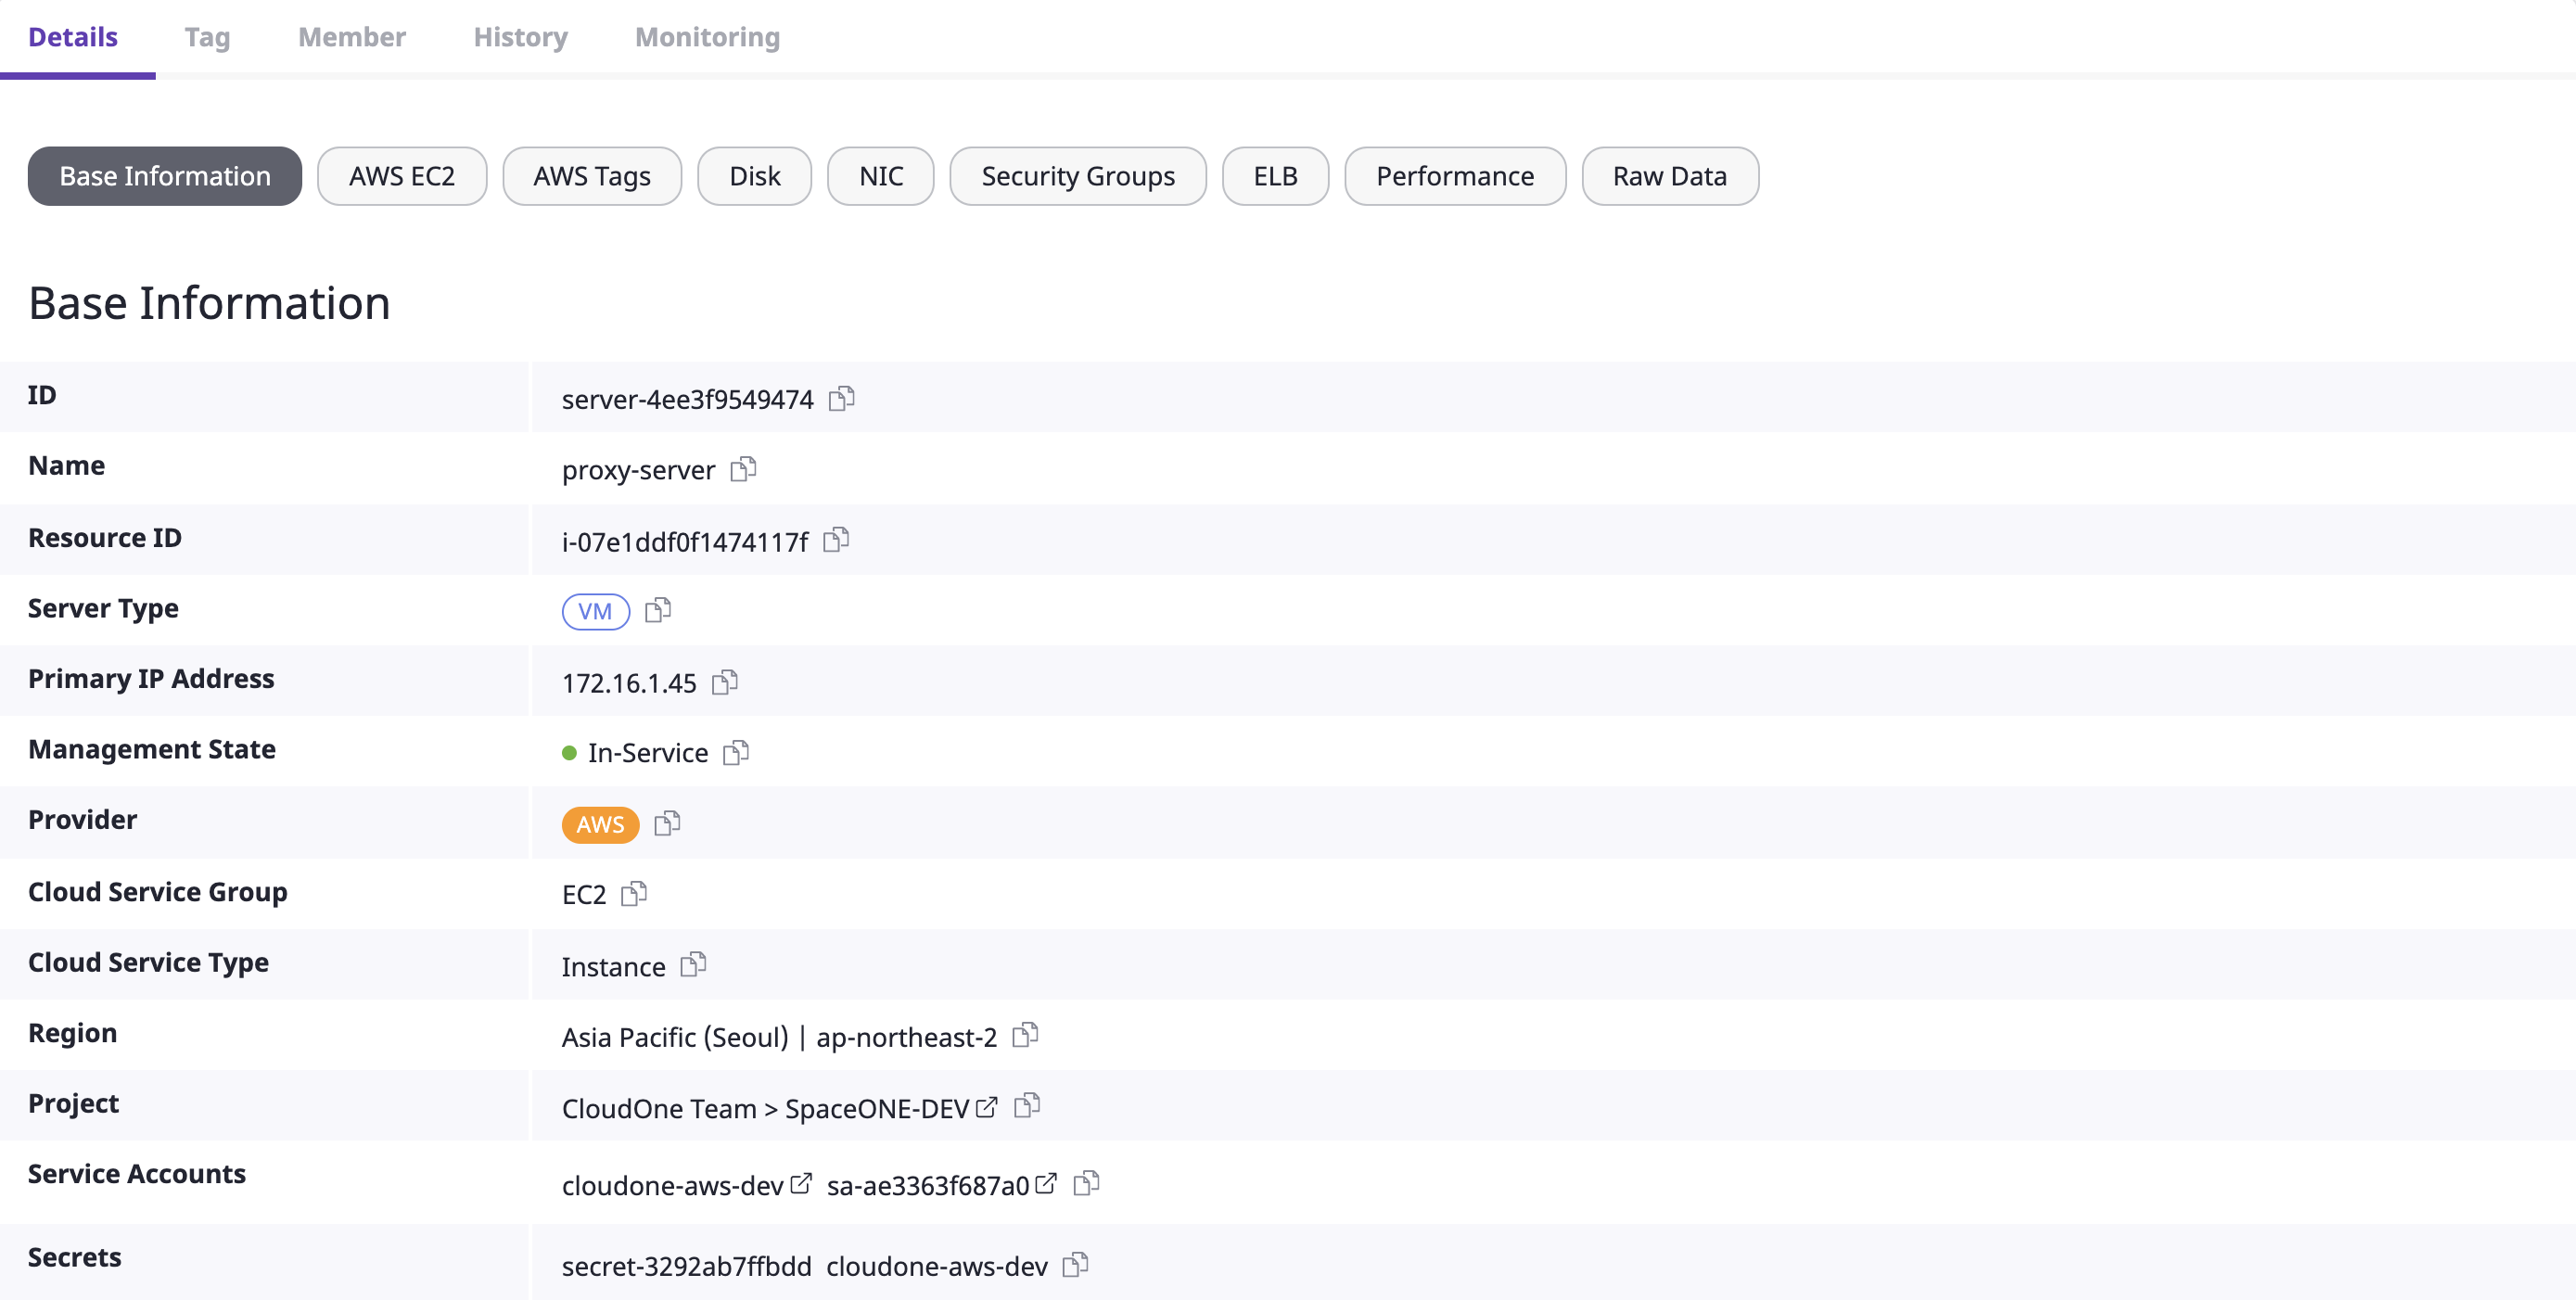 Details Tag Member History Monitoring
Base Information AWS EC2 AWS Tags Disk NIC Security Groups ELB Performance Raw Data
Base Information
ID server-4ee3f9549474
Name proxy-server
Resource ID i-07e1ddf0f1474117f
Server Type VM
Primary IP Address 172.16.1.45
Management State In-Service
Provider AWS
Cloud Service Group EC2
Cloud Service Type Instance
Region Asia Pacific (Seoul) | ap-northeast-2
Project CloudOne Team > SpaceONE-DEV
Service Accounts cloudone-aws-dev sa-ae3363f687a0
Secrets secret-3292ab7ffbdd cloudone-aws-dev